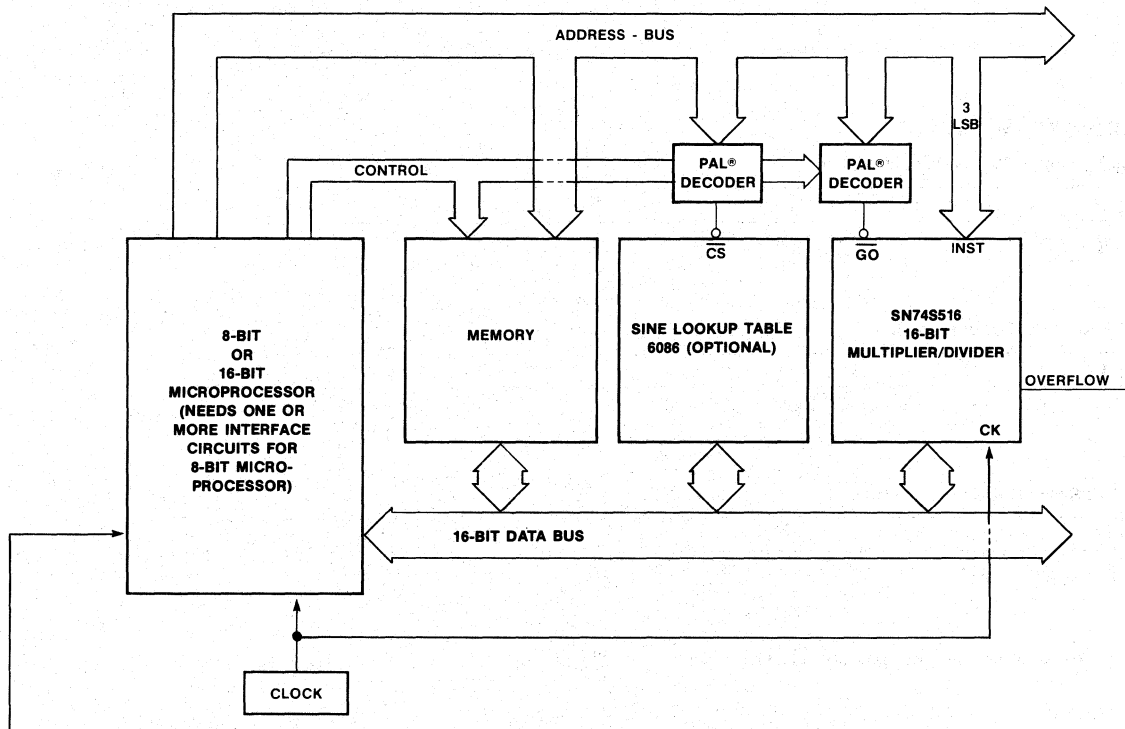 ADDRESS - BUS
3
LSB
CONTROL
PAL®
DECODER
PAL®
DECODER
CS
GO
INST
8-BIT
OR
16-BIT
MICROPROCESSOR
(NEEDS ONE OR
MORE INTERFACE
CIRCUITS FOR
8-BIT MICRO-
PROCESSOR)
MEMORY
SINE LOOKUP TABLE
6086 (OPTIONAL)
SN74S516
16-BIT
MULTIPLIER/DIVIDER
OVERFLOW
CK
16-BIT DATA BUS
CLOCK